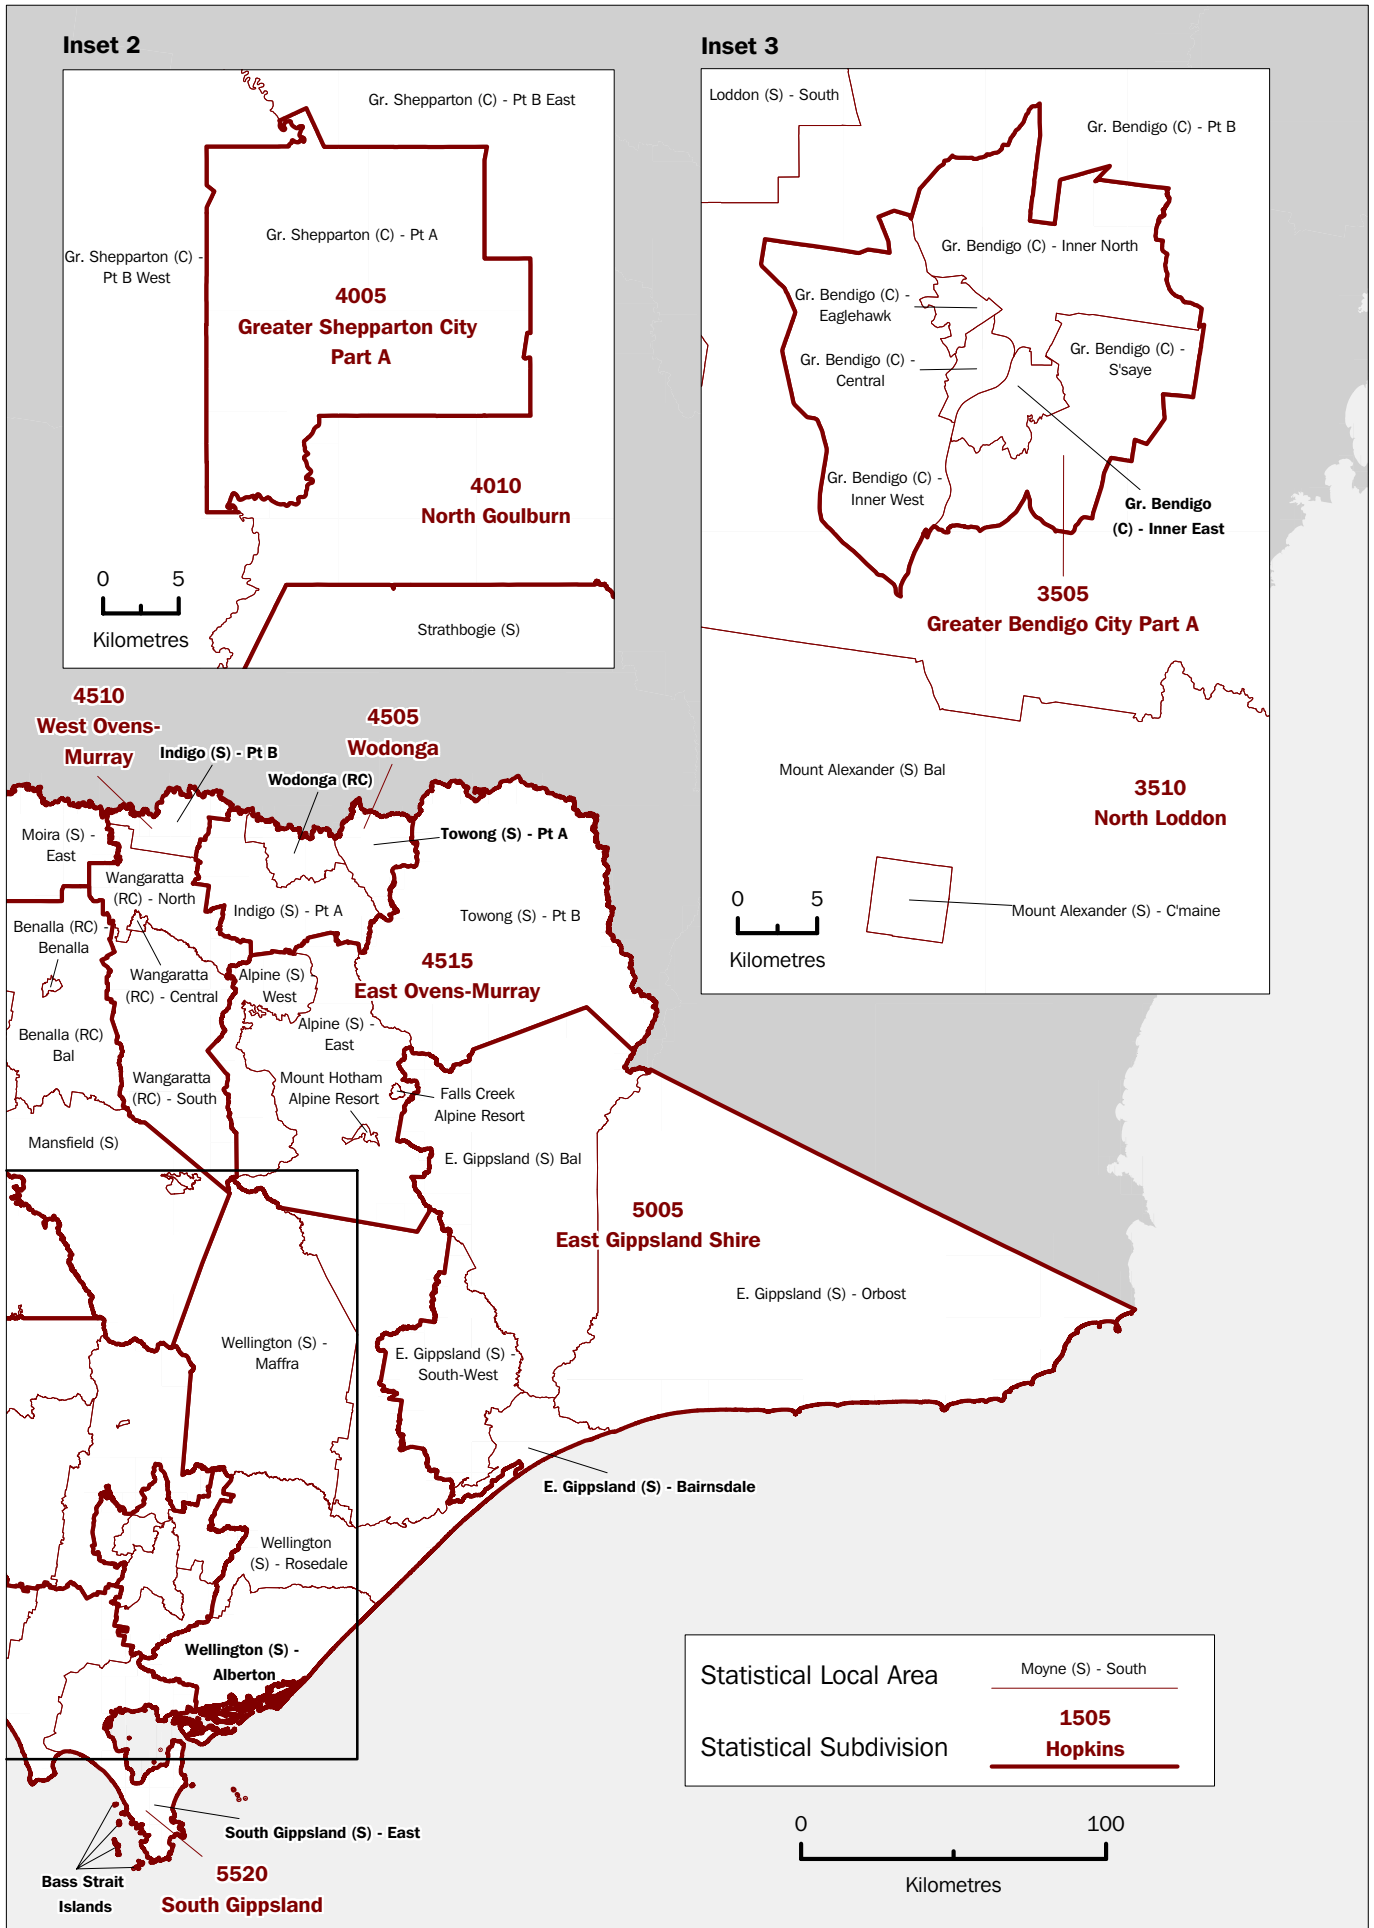 Inset 2
Gr. Shepparton (C) - Pt B East
Gr. Shepparton (C) - Pt A
Gr. Shepparton (C) -
Pt B West
4005
Greater Shepparton City
Part A
4010
North Goulburn
0 5
Kilometres
Strathbogie (S)
Inset 3
Loddon (S) - South
Gr. Bendigo (C) - Pt B
Gr. Bendigo (C) - Inner North
Gr. Bendigo (C) -
Eaglehawk
Gr. Bendigo (C) -
Central
Gr. Bendigo (C) -
S'saye
Gr. Bendigo (C) -
Inner West
Gr. Bendigo
(C) - Inner East
3505
Greater Bendigo City Part A
Mount Alexander (S) Bal
3510
North Loddon
0 5
Kilometres
Mount Alexander (S) - C'maine
4510
West Ovens-
Murray
Indigo (S) - Pt B
4505
Wodonga
Wodonga (RC)
Towong (S) - Pt A
Moira (S) -
East
Wangaratta
(RC) - North
Indigo (S) - Pt A
Towong (S) - Pt B
Benalla (RC) -
Benalla
Wangaratta
(RC) - Central
Alpine (S)
West
4515
East Ovens-Murray
Alpine (S) -
East
Benalla (RC)
Bal
Wangaratta
(RC) - South
Mount Hotham
Alpine Resort
Falls Creek
Alpine Resort
Mansfield (S)
E. Gippsland (S) Bal
5005
East Gippsland Shire
E. Gippsland (S) - Orbost
Wellington (S) -
Maffra
E. Gippsland (S) -
South-West
E. Gippsland (S) - Bairnsdale
Wellington
(S) - Rosedale
Wellington (S) -
Alberton
South Gippsland (S) - East
Bass Strait
Islands
5520
South Gippsland
Statistical Local Area
Moyne (S) - South
Statistical Subdivision
1505
Hopkins
0 100
Kilometres